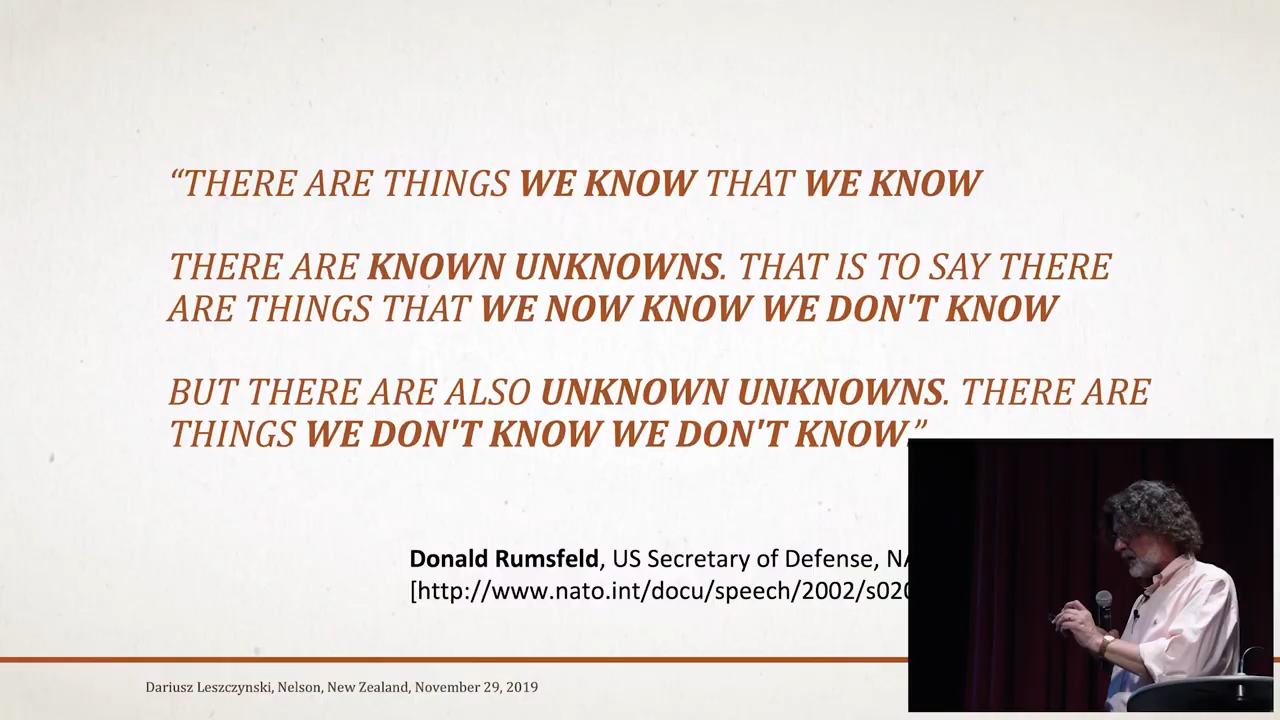 “THERE ARE THINGS WE KNOW THAT WE KNOW
THERE ARE KNOWN UNKNOWNS. THAT IS TO SAY THERE
ARE THINGS THAT WE NOW KNOW WE DON'T KNOW
BUT THERE ARE ALSO UNKNOWN UNKNOWNS. THERE ARE
THINGS WE DON'T KNOW WE DON'T KNOW”
Donald Rumsfeld, US Secretary of Defense,
[http://www.nato.int/docu/speech/2002/s020
Dariusz Leszczynski, Nelson, New Zealand, November 29, 2019